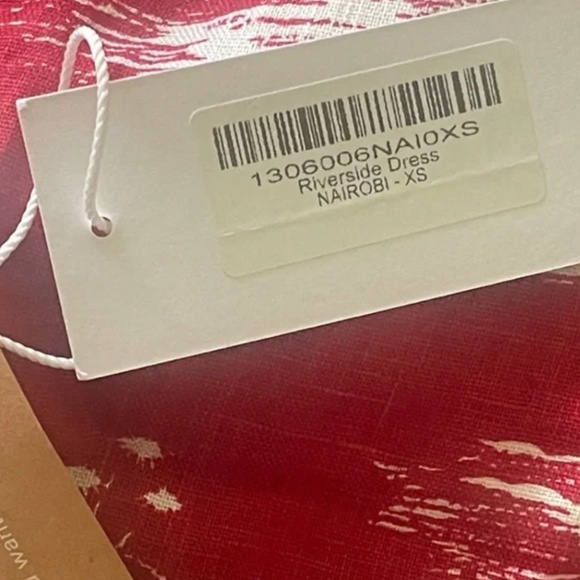 1306006NAI0XS
Riverside Dress
NAIROBI - XS